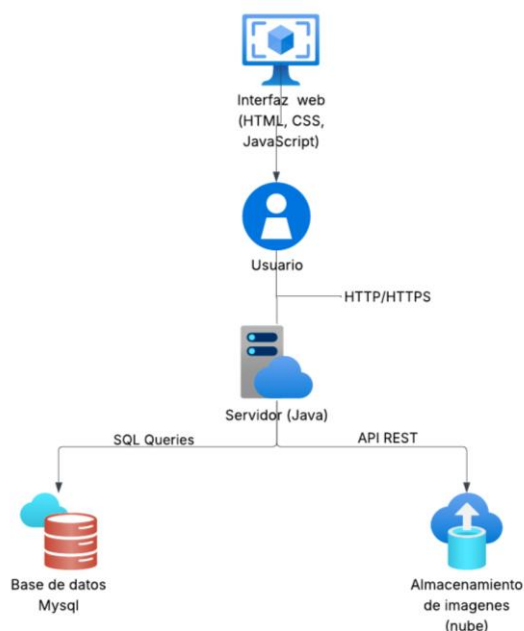 Interfaz web
(HTML, CSS,
JavaScript)
Usuario
HTTP/HTTPS
Servidor (Java)
SQL Queries
API REST
Base de datos
Mysql
Almacenamiento
de imagenes
(nube)